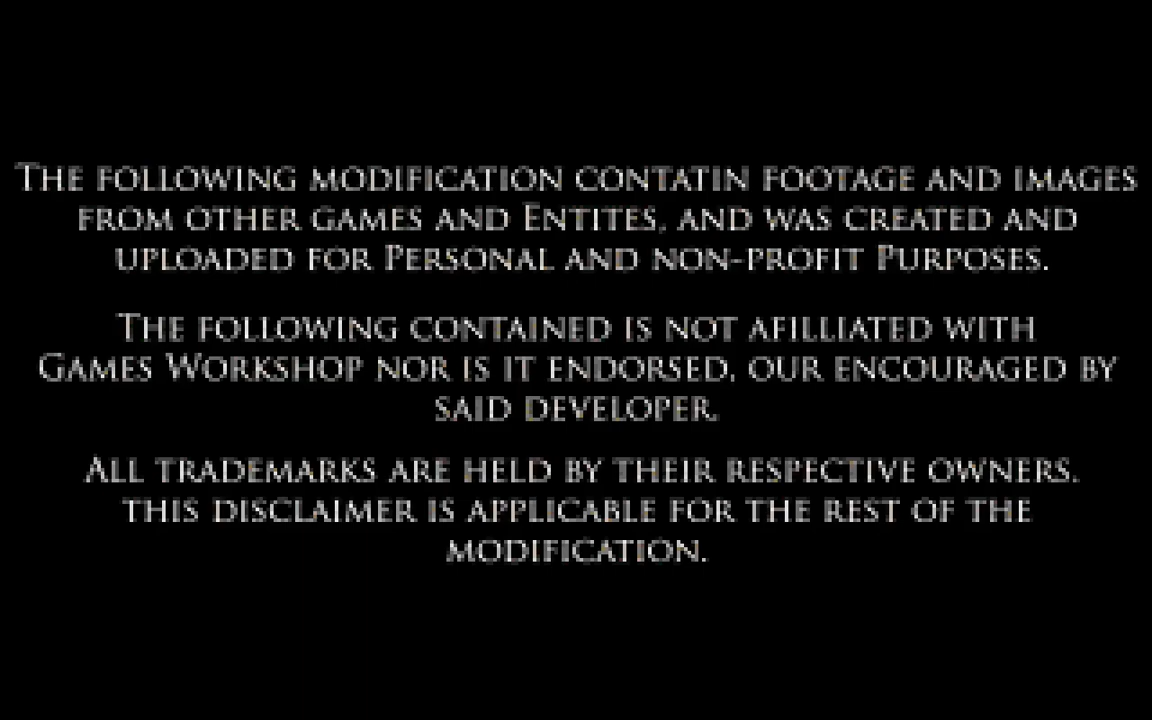 The following modification contatin footage and images
from other games and Entites, and was created and
uploaded for Personal and non-profit Purposes.
The following contained is not afilliated with
Games Workshop nor is it endorsed, our encouraged by
said developer.
All trademarks are held by their respective owners.
this disclaimer is applicable for the rest of the
modification.